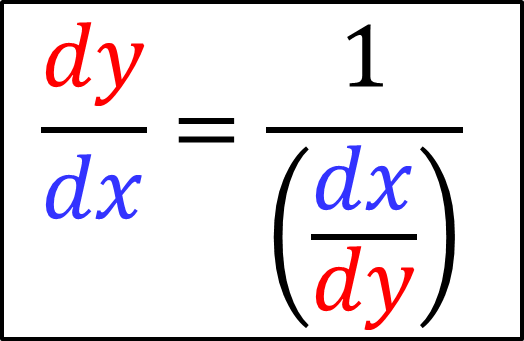 dy/dx = 1/(dx/dy)